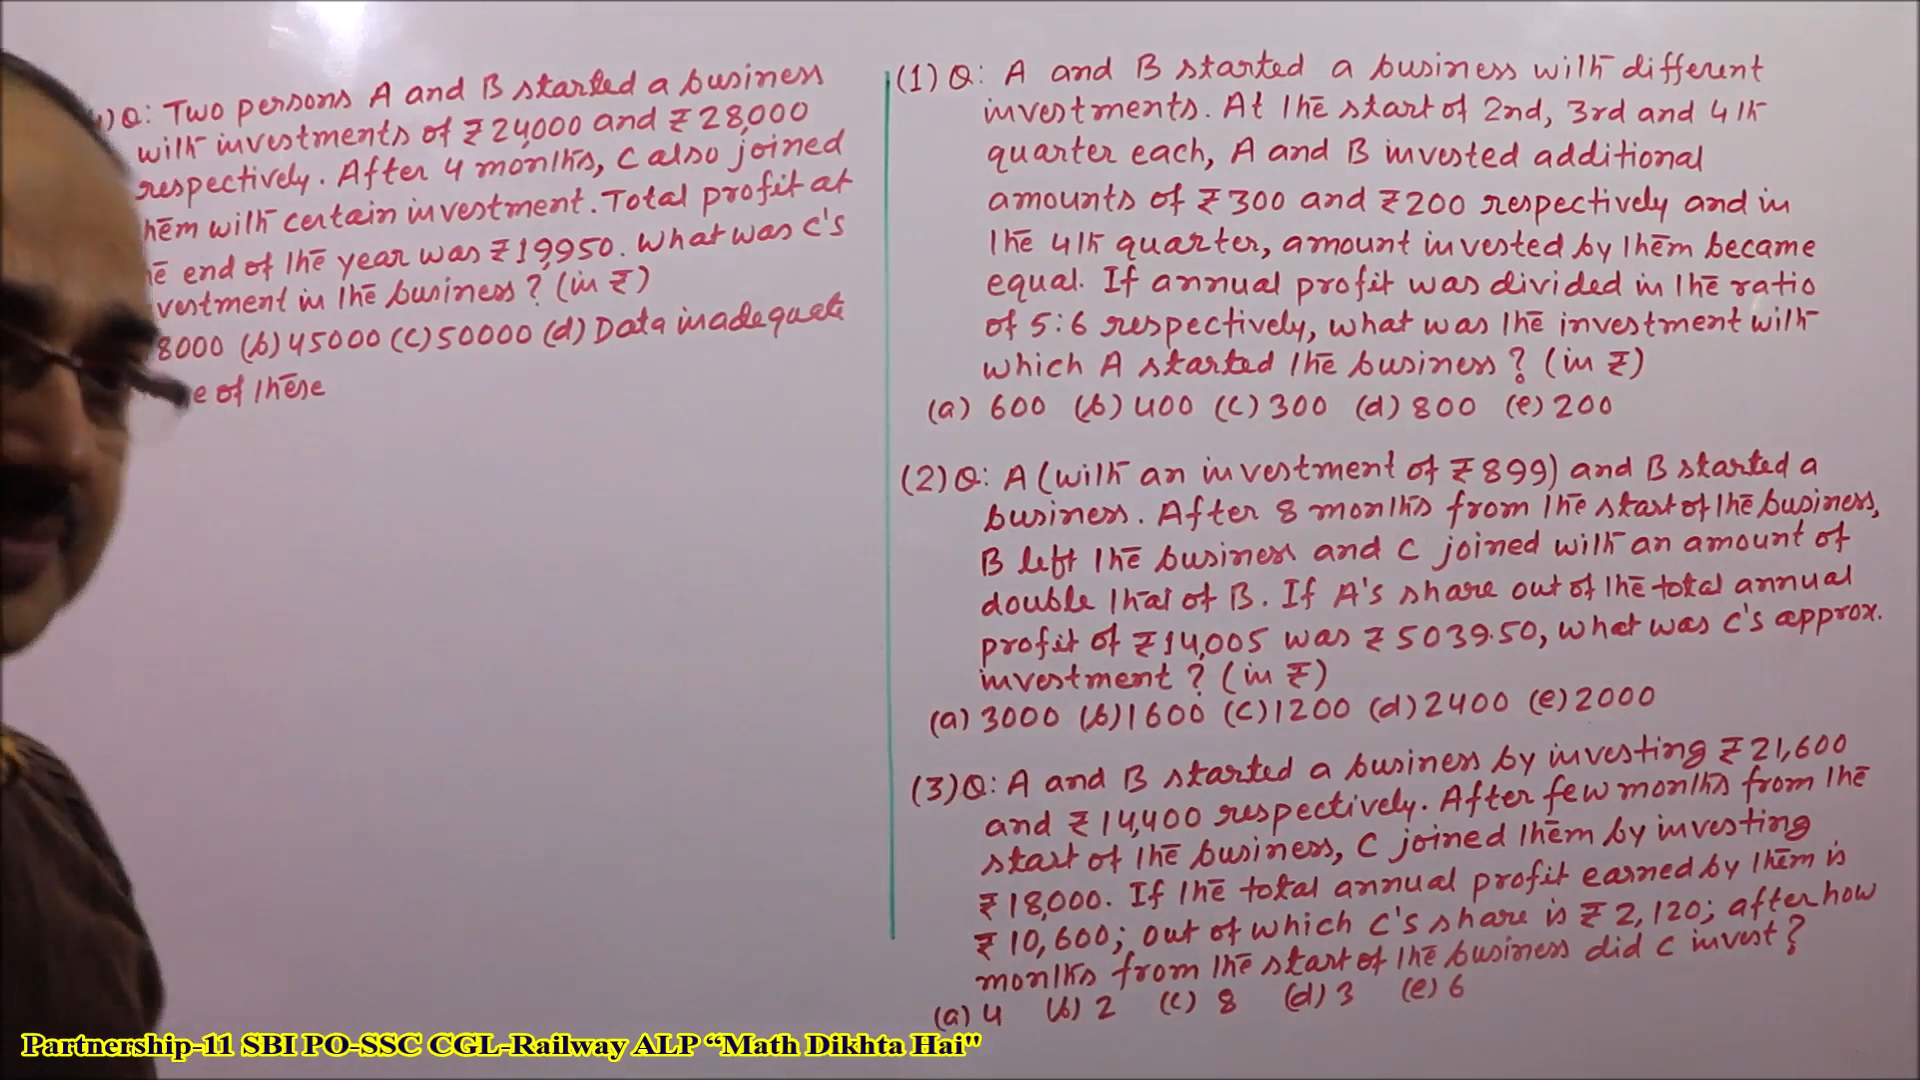 )Q: Two persons A and B started a business
with investments of ₹24,000 and ₹28,000
respectively. After 4 months, C also joined
hem with certain investment. Total profit at
e end of the year was ₹19,950. What was C's
vestment in the business? (in ₹)
8000 (b) 45000 (c) 50000 (d) Data inadequate
e of these
(1) Q: A and B started a business with different
investments. At the start of 2nd, 3rd and 4th
quarter each, A and B invested additional
amounts of ₹300 and ₹200 respectively and in
the 4th quarter, amount invested by them became
equal. If annual profit was divided in the ratio
of 5:6 respectively, what was the investment with
which A started the business? (in ₹)
(a) 600 (b) 400 (c) 300 (d) 800 (e) 200
(2) Q: A (with an investment of ₹899) and B started a
business. After 8 months from the start of the business,
B left the business and C joined with an amount of
double that of B. If A's share out of the total annual
profit of ₹14,005 was ₹5039.50, what was C's approx.
investment? (in ₹)
(a) 3000 (b) 1600 (c) 1200 (d) 2400 (e) 2000
(3) Q: A and B started a business by investing ₹21,600
and ₹14,400 respectively. After few months from the
start of the business, C joined them by investing
₹18,000. If the total annual profit earned by them is
₹10,600; out of which C's share is ₹2,120; after how
months from the start of the business did C invest?
(a) 4 (b) 2 (c) 8 (d) 3 (e) 6
Partnership-11 SBI PO-SSC CGL-Railway ALP “Math Dikhta Hai"